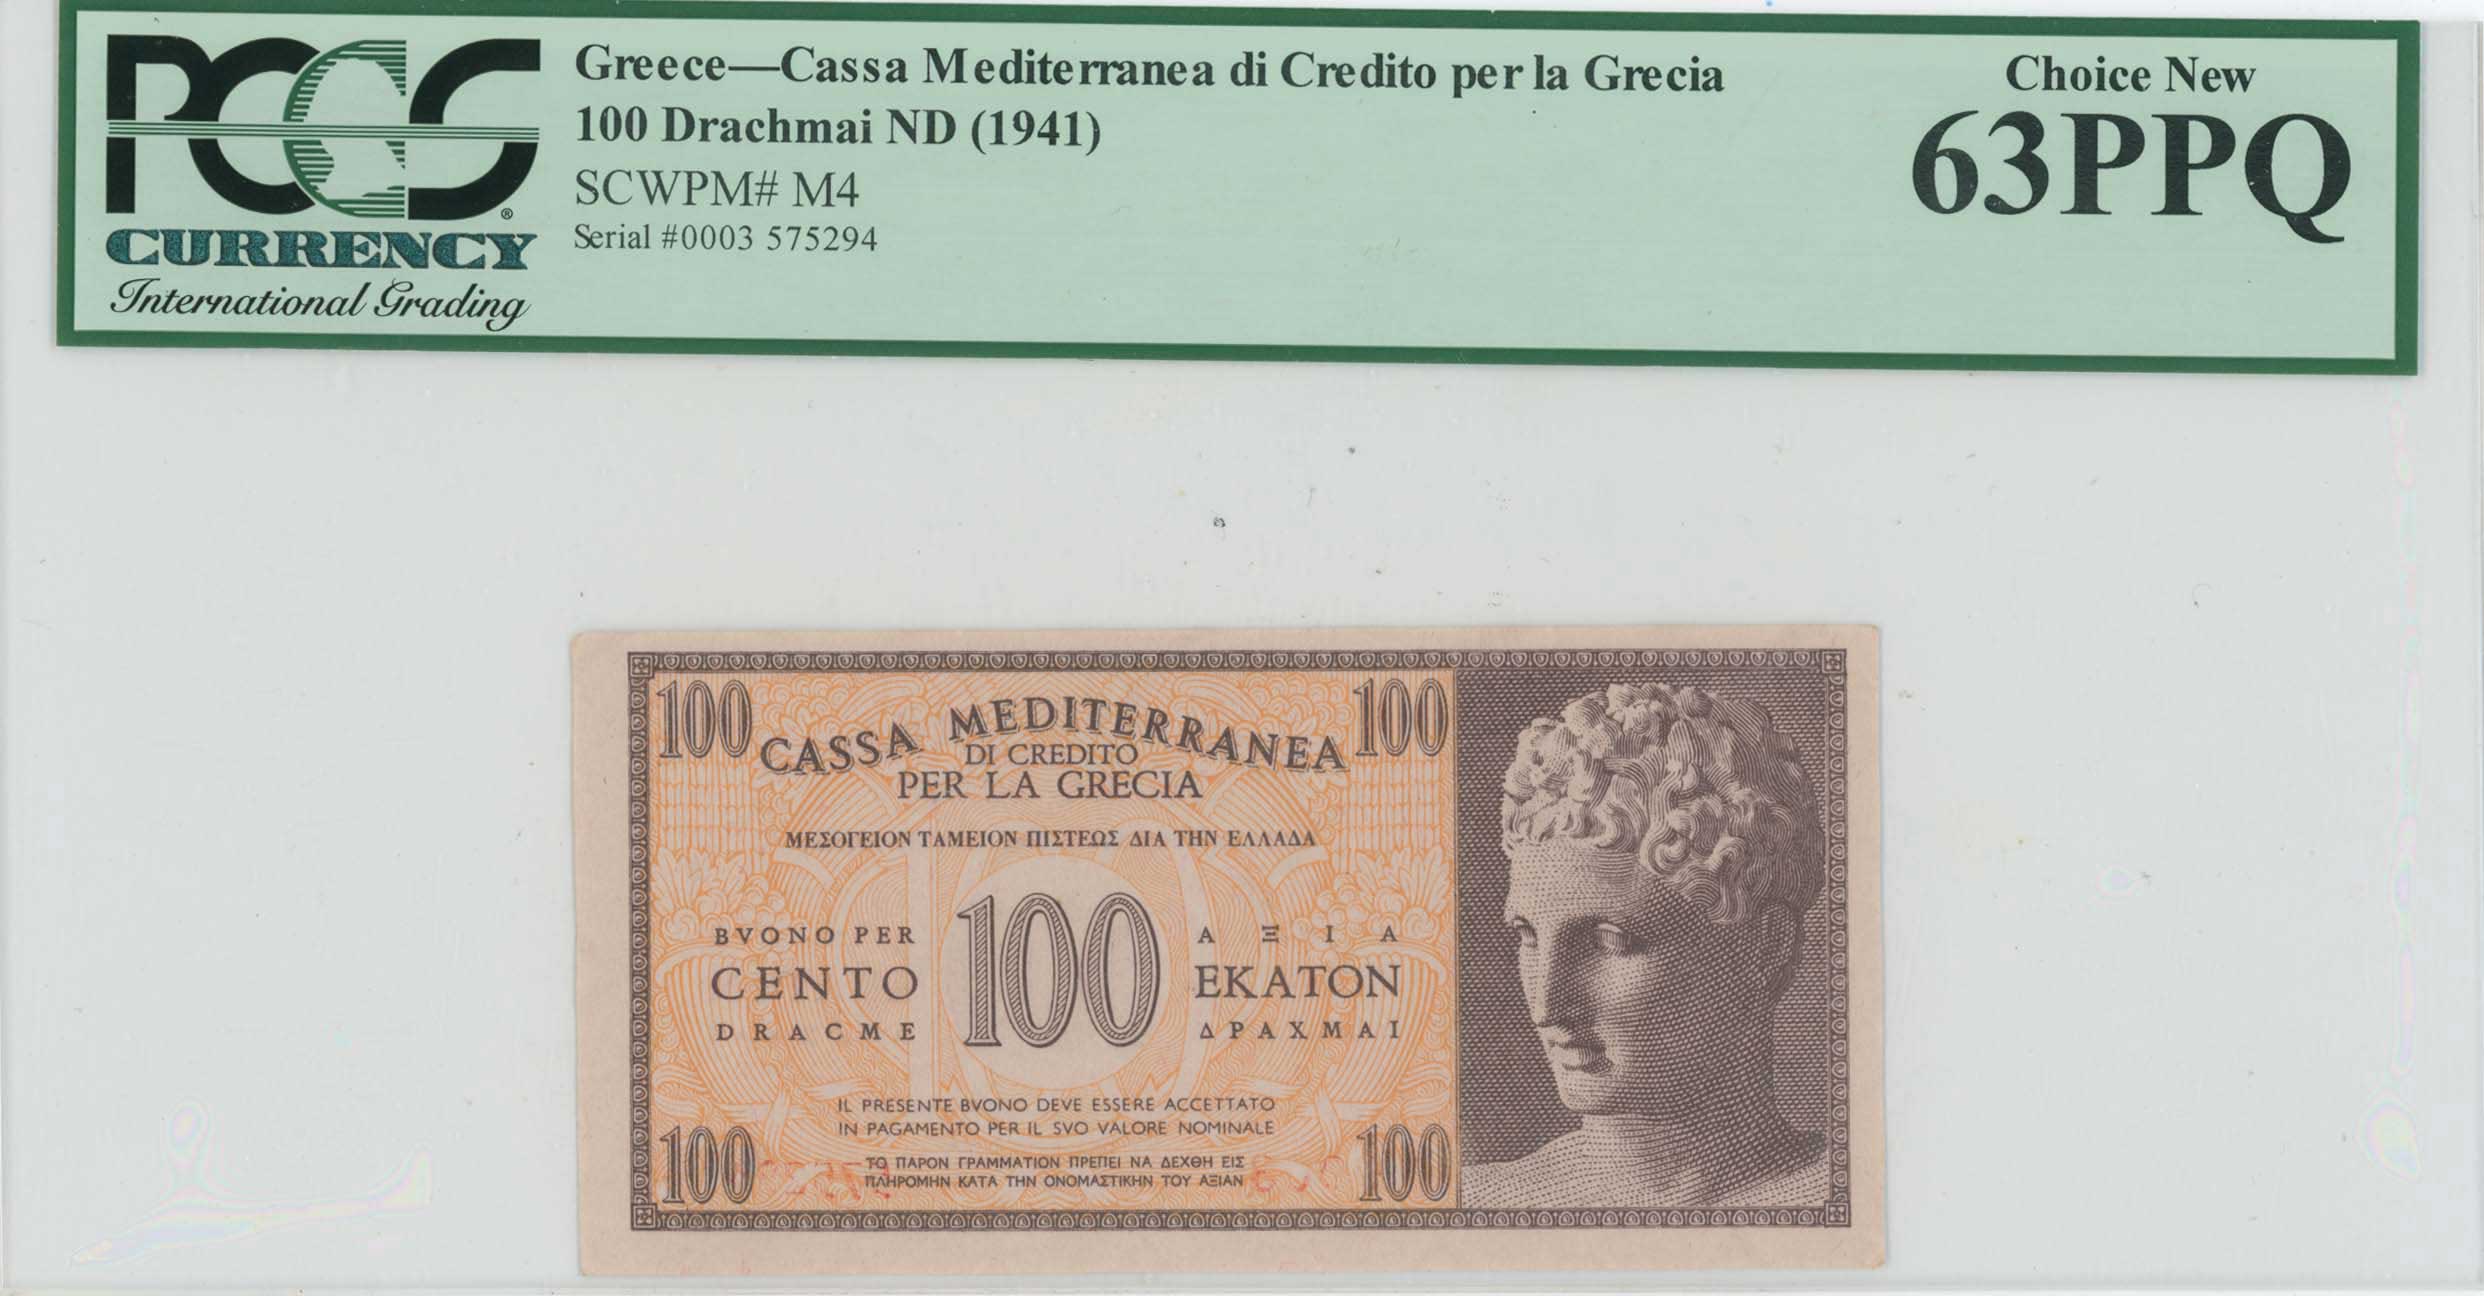 PCGS
CURRENCY
International Grading
Greece—Cassa Mediterranea di Credito per la Grecia
100 Drachmai ND (1941)
SCWPM# M4
Serial #0003 575294
Choice New
63PPQ
100
100
CASSA MEDITERRANEA
DI CREDITO
PER LA GRECIA
ΜΕΣΟΓΕΙΟΝ ΤΑΜΕΙΟΝ ΠΙΣΤΕΩΣ ΔΙΑ ΤΗΝ ΕΛΛΑΔΑ
BVONO PER
CENTO
DRACME
100
ΑΞΙΑ
ΕΚΑΤΟΝ
ΔΡΑΧΜΑΙ
IL PRESENTE BVONO DEVE ESSERE ACCETTATO
IN PAGAMENTO PER IL SVO VALORE NOMINALE
ΤΟ ΠΑΡΟΝ ΓΡΑΜΜΑΤΙΟΝ ΠΡΕΠΕΙ ΝΑ ΔΕΧΘΗ ΕΙΣ
ΠΛΗΡΟΜΗΝ ΚΑΤΑ ΤΗΝ ΟΝΟΜΑΣΤΙΚΗΝ ΤΟΥ ΑΞΙΑΝ
100
100